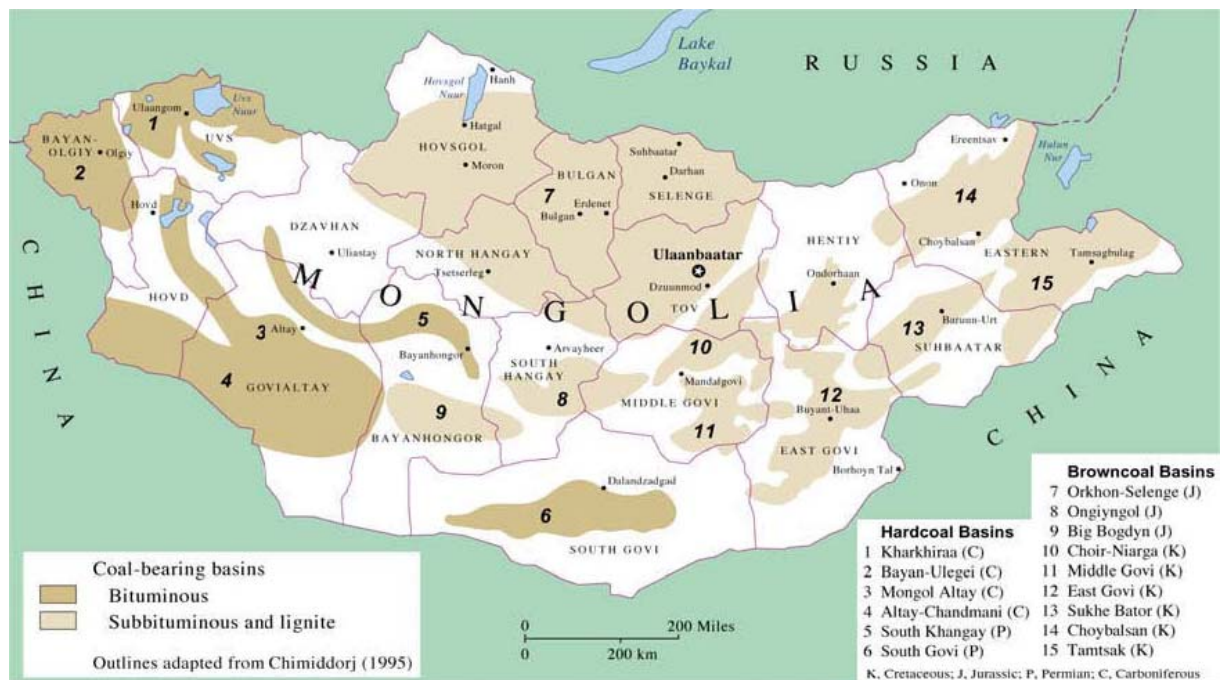 Lake
Baykal
R U S S I A
Hovsgol
Nuur
Hanh
Uvs
Nuur
Ulaangom
1
UVS
BAYAN-
OLGIY
Olgiy
2
Hatgal
HOVSGOL
Moron
Suhbaatar
Darhan
SELENGE
BULGAN
7
Erdenet
Bulgan
Ereentsav
Hulun
Nur
Onon
14
Choybalsan
EASTERN
Tamsagbulag
15
Hovd
DZAVHAN
Uliastay
NORTH HANGAY
Tsetserleg
Ulaanbaatar
Dzuunmod
TOV
HENTIY
Ondorhaan
M O N G O L I A
C H I N A
HOVD
3
Altay
5
Bayanhongor
Arvayheer
SOUTH
HANGAY
8
10
Mandalgovi
MIDDLE GOVI
11
13
Baruun-Urt
SUHBAATAR
4
GOVIALTAY
9
BAYANHONGOR
12
Buyant-Uhaa
EAST GOVI
Borhoyn Tal
C H I N A
Dalandzadgad
6
SOUTH GOVI
Coal-bearing basins
Bituminous
Subbituminous and lignite
Outlines adapted from Chimiddorj (1995)
0 200 Miles
0 200 km
Hardcoal Basins
1 Kharkhiraa (C)
2 Bayan-Ulegei (C)
3 Mongol Altay (C)
4 Altay-Chandmani (C)
5 South Khangay (P)
6 South Govi (P)
Browncoal Basins
7 Orkhon-Selenge (J)
8 Ongiyngol (J)
9 Big Bogdyn (J)
10 Choir-Niarga (K)
11 Middle Govi (K)
12 East Govi (K)
13 Sukhe Bator (K)
14 Choybalsan (K)
15 Tamtsak (K)
K, Cretaceous; J, Jurassic; P, Permian; C, Carboniferous